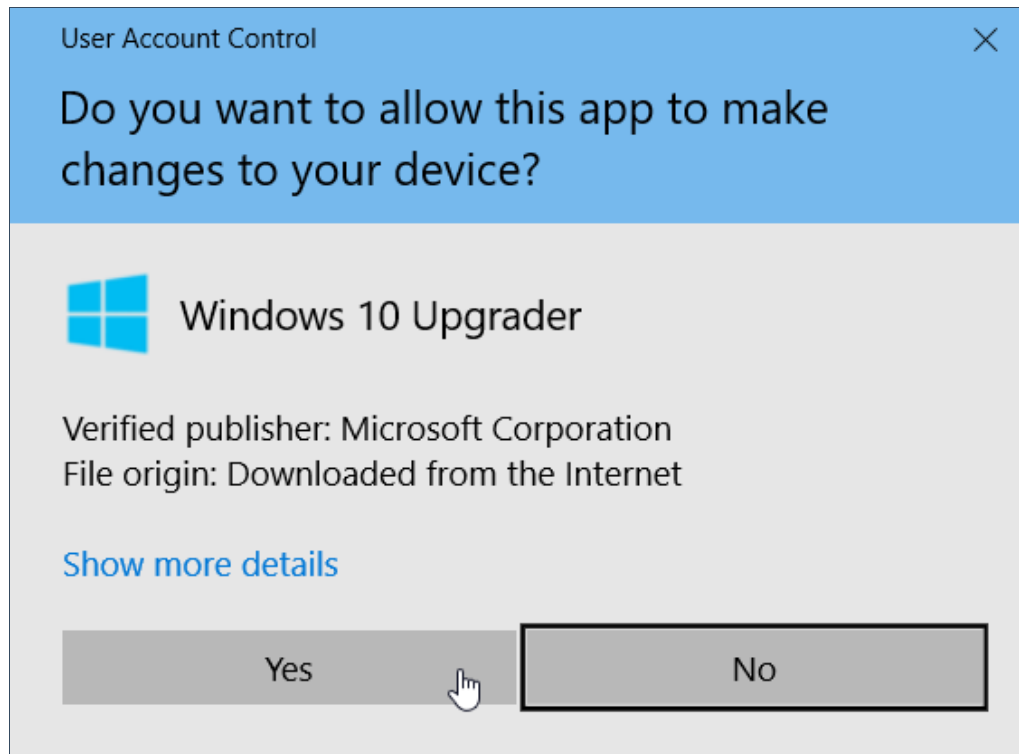 User Account Control
Do you want to allow this app to make
changes to your device?
Windows 10 Upgrader
Verified publisher: Microsoft Corporation
File origin: Downloaded from the Internet
Show more details
Yes
No